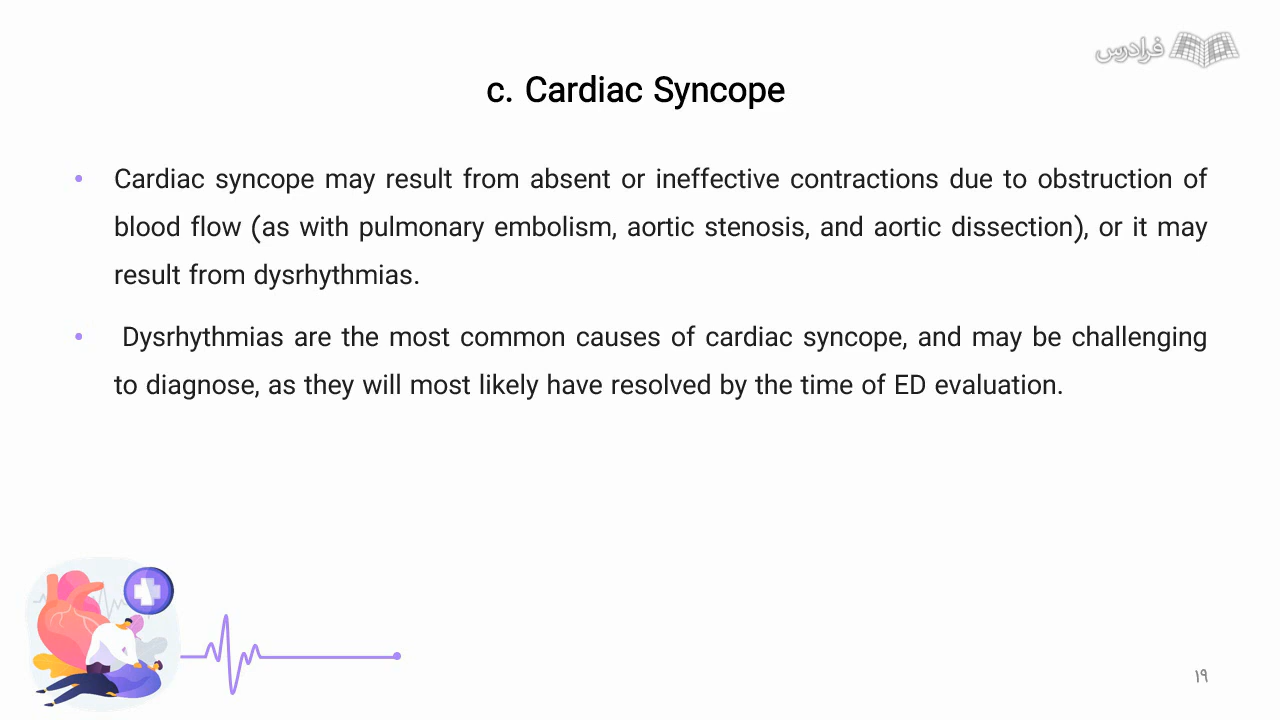 فرادرس
c. Cardiac Syncope
• Cardiac syncope may result from absent or ineffective contractions due to obstruction of
blood flow (as with pulmonary embolism, aortic stenosis, and aortic dissection), or it may
result from dysrhythmias.
• Dysrhythmias are the most common causes of cardiac syncope, and may be challenging
to diagnose, as they will most likely have resolved by the time of ED evaluation.
۱۹